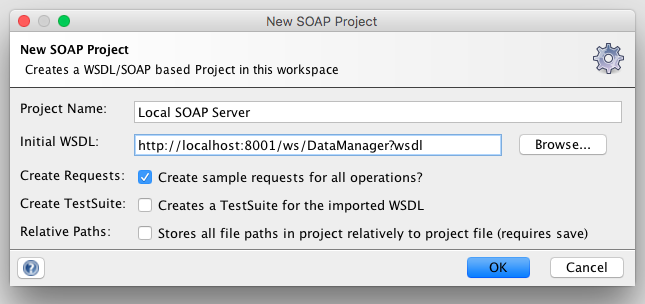 New SOAP Project
New SOAP Project
Creates a WSDL/SOAP based Project in this workspace
Project Name: Local SOAP Server
Initial WSDL: http://localhost:8001/ws/DataManager?wsdl Browse...
Create Requests: Create sample requests for all operations?
Create TestSuite: Creates a TestSuite for the imported WSDL
Relative Paths: Stores all file paths in project relatively to project file (requires save)
? OK Cancel